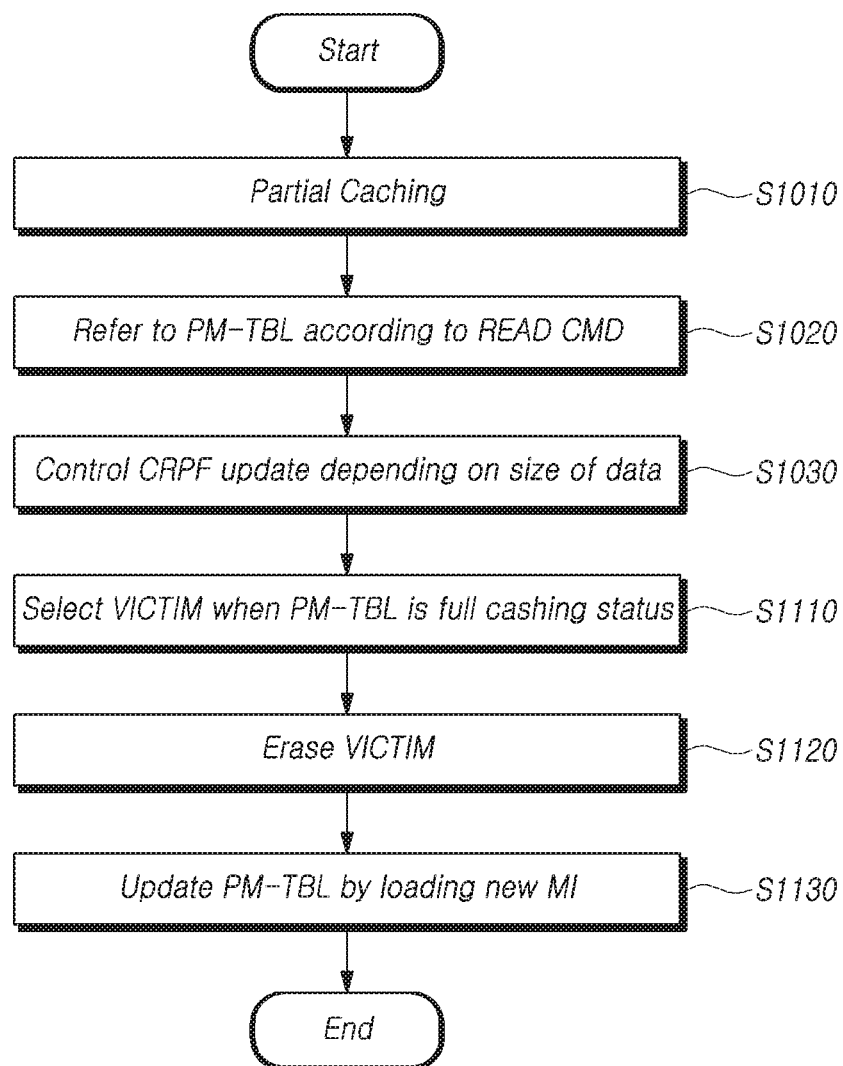 Start
Partial Caching
S1010
Refer to PM-TBL according to READ CMD
S1020
Control CRPF update depending on size of data
S1030
Select VICTIM when PM-TBL is full cashing status
S1110
Erase VICTIM
S1120
Update PM-TBL by loading new MI
S1130
End